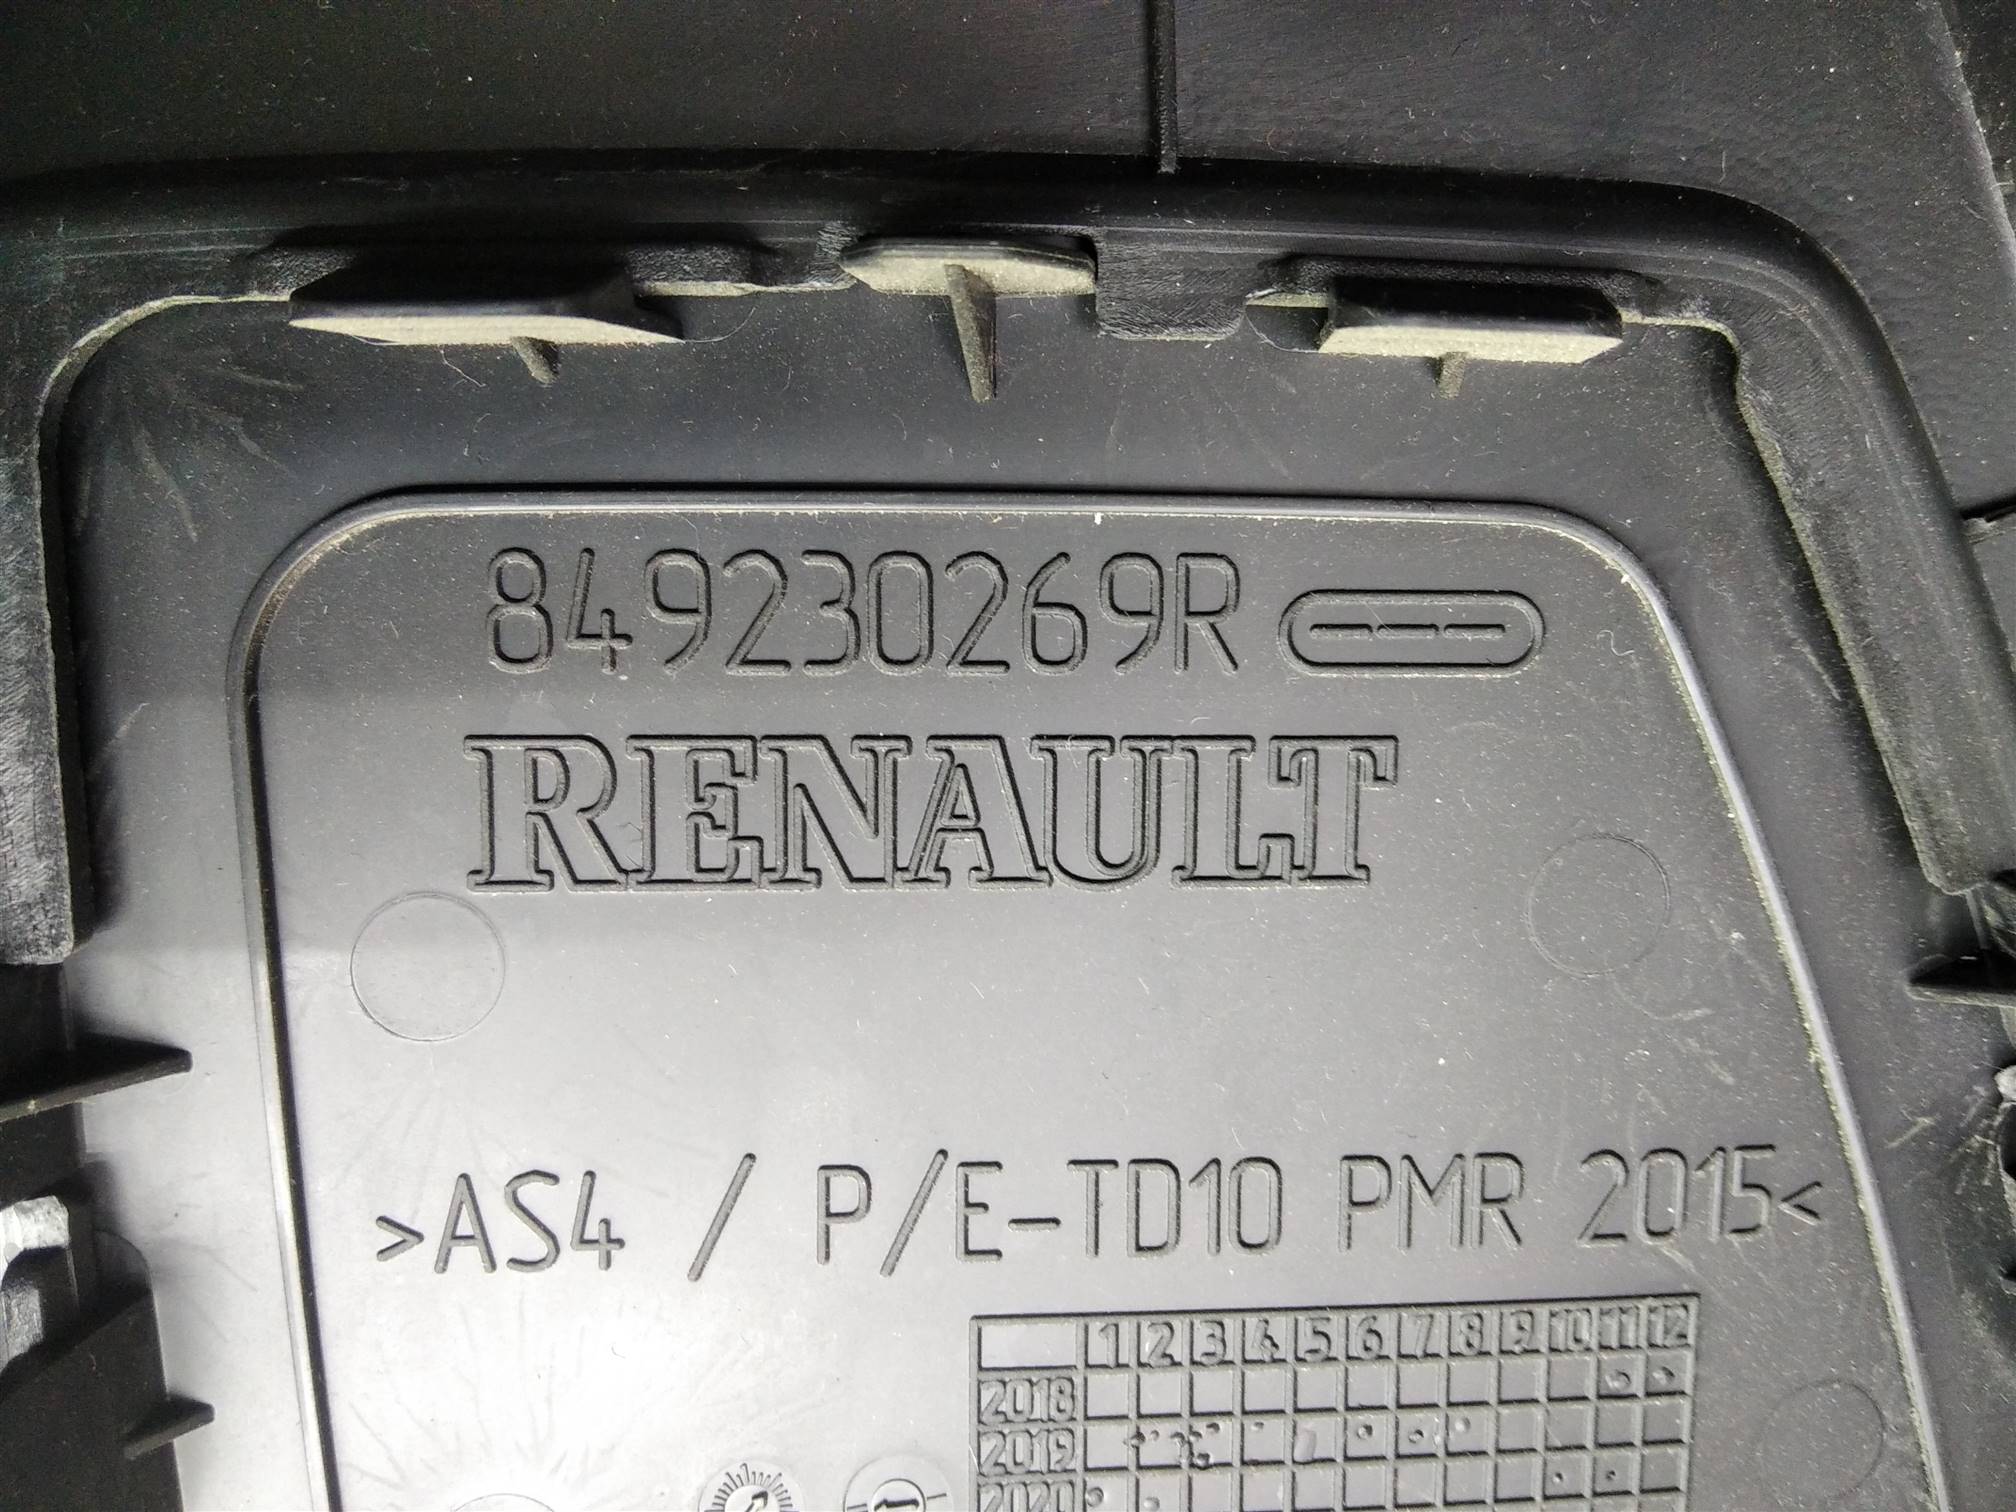 849230269R ---
RENAULT
>AS4 / P/E-TD10 PMR 2015<
1 2 3 4 5 6 7 8 9 10 11 12
2018
2019
2020